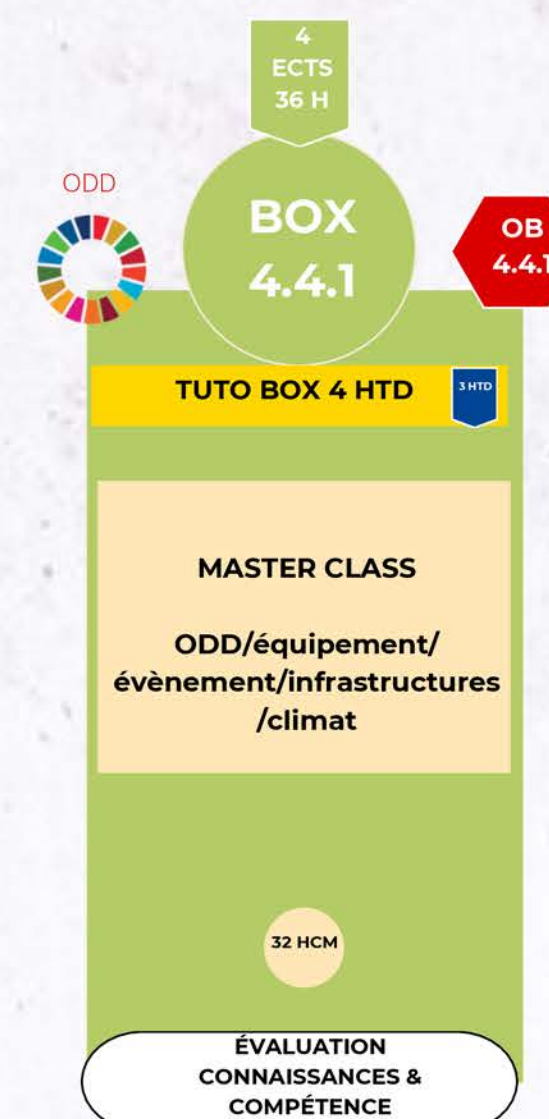 4
ECTS
36 H
ODD
BOX
4.4.1
OB
4.4.1
TUTO BOX 4 HTD
3 HTD
MASTER CLASS
ODD/équipement/
évènement/infrastructures
/climat
32 HCM
ÉVALUATION
CONNAISSANCES &
COMPÉTENCE